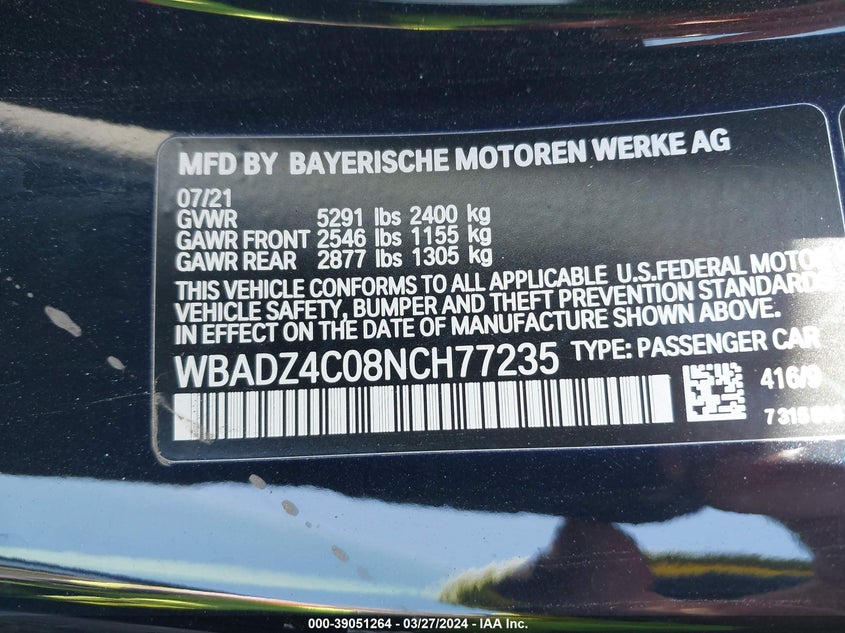 MFD BY BAYERISCHE MOTOREN WERKE AG
07/21
GVWR 5291 lbs 2400 kg
GAWR FRONT 2546 lbs 1155 kg
GAWR REAR 2877 lbs 1305 kg
THIS VEHICLE CONFORMS TO ALL APPLICABLE U.S.FEDERAL MOTOR
VEHICLE SAFETY, BUMPER AND THEFT PREVENTION STANDARDS
IN EFFECT ON THE DATE OF MANUFACTURE SHOWN ABOVE.
WBADZ4C08NCH77235 TYPE: PASSENGER CAR
416/9
000-39051264 - 03/27/2024 - IAA Inc.